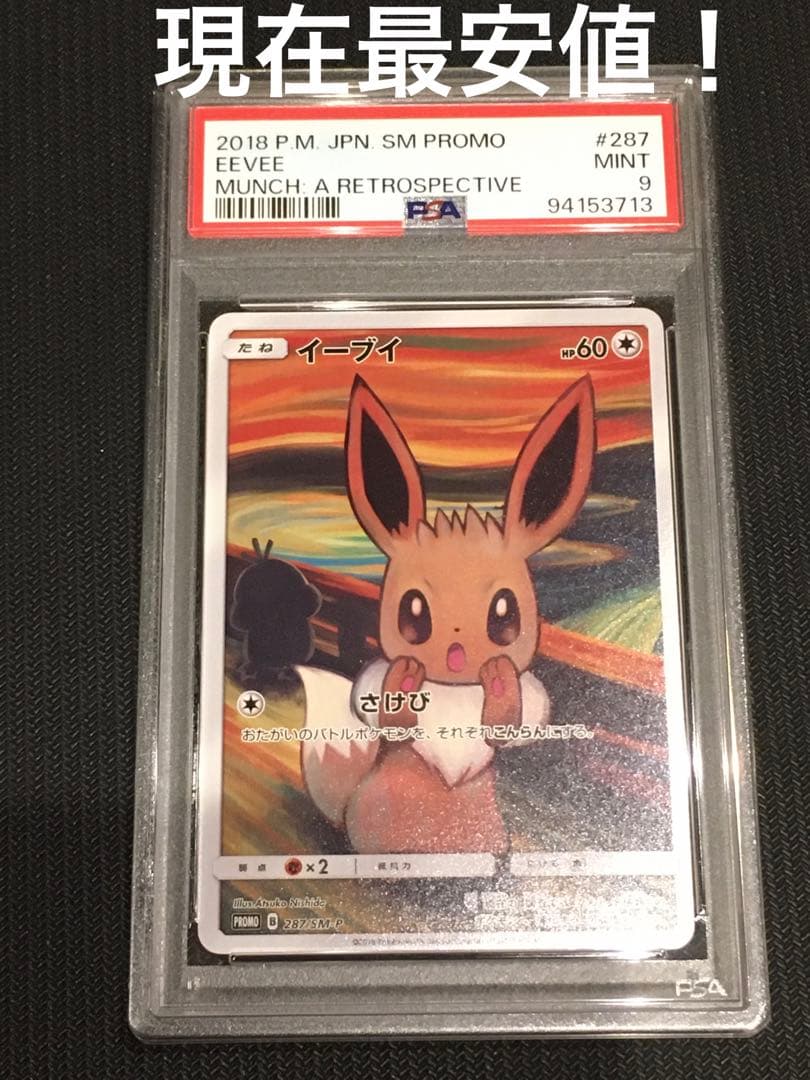 現在最安値！
2018 P.M. JPN. SM PROMO #287
EEVEE MINT
MUNCH: A RETROSPECTIVE 9
PSA 94153713
たね イーブイ HP60
さけび
おたがいのバトルポケモンを、それぞれこんらんにする。
弱点 ×2 抵抗力 にげる
Illus. Atsuko Nishida
PROMO B 287/SM-P
PSA